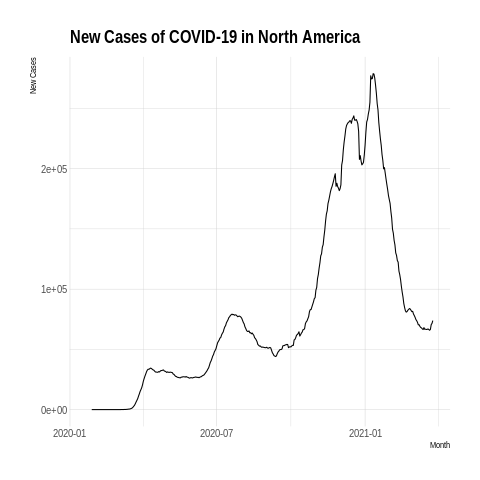 New Cases of COVID-19 in North America
New Cases
2e+05
1e+05
0e+00
2020-01
2020-07
2021-01
Month